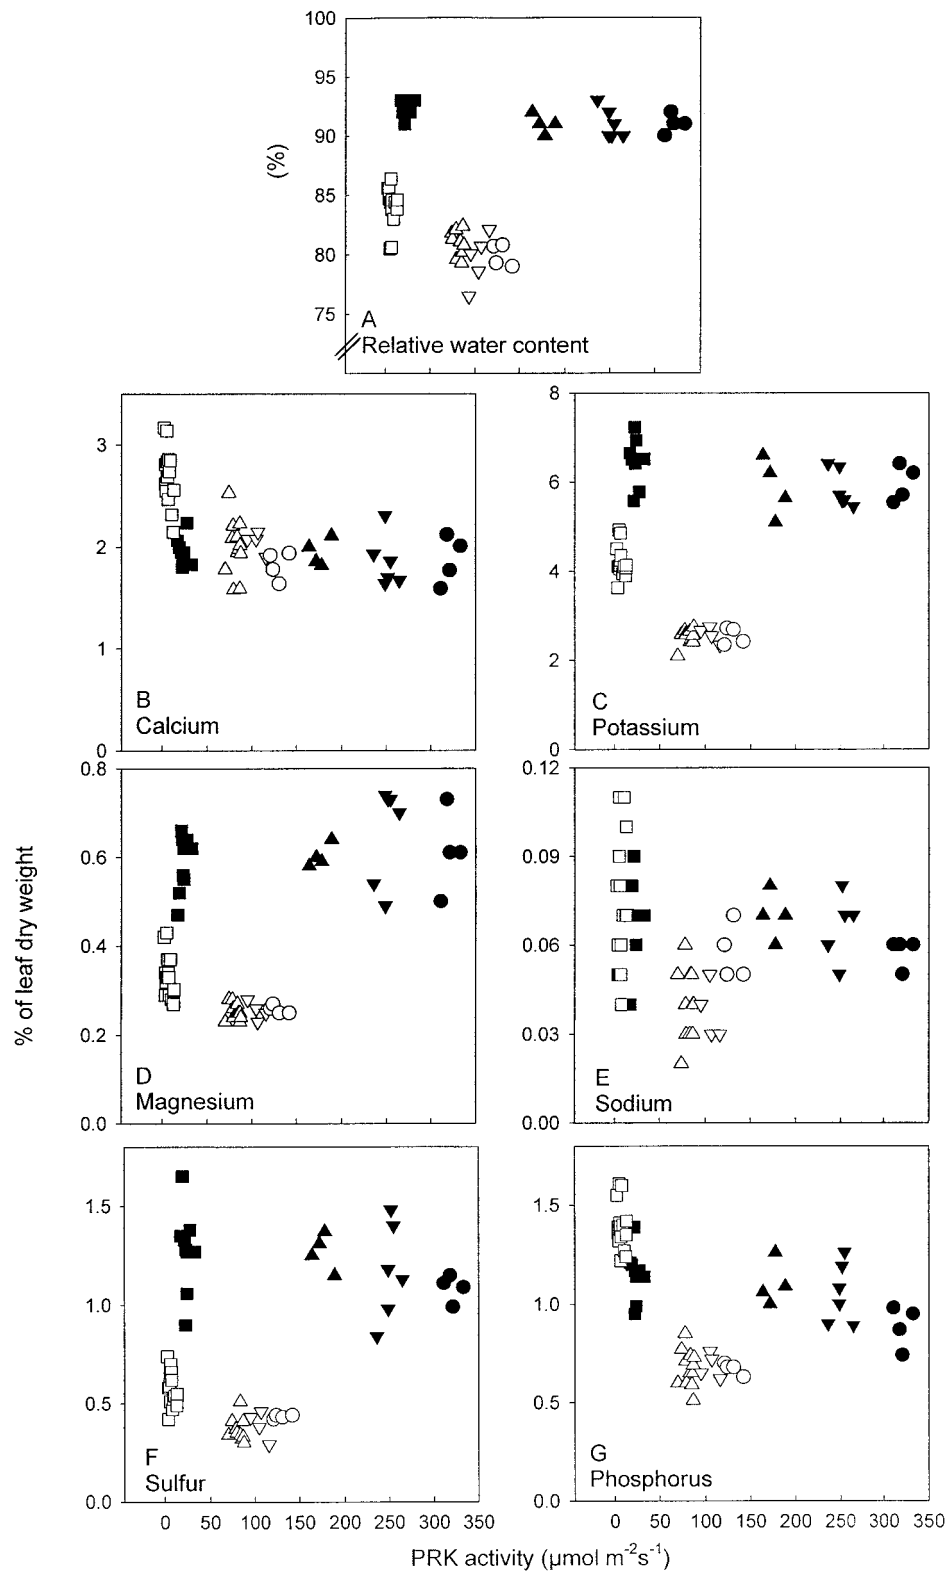 100
95
90
85
80
75
(%)
A
Relative water content
3
2
1
0
B
Calcium
8
6
4
2
0
C
Potassium
% of leaf dry weight
0.8
0.6
0.4
0.2
0.0
D
Magnesium
0.12
0.09
0.06
0.03
0.00
E
Sodium
1.5
1.0
0.5
0.0
F
Sulfur
1.5
1.0
0.5
0.0
G
Phosphorus
0 50 100 150 200 250 300 350
0 50 100 150 200 250 300 350
PRK activity (µmol m⁻²s⁻¹)